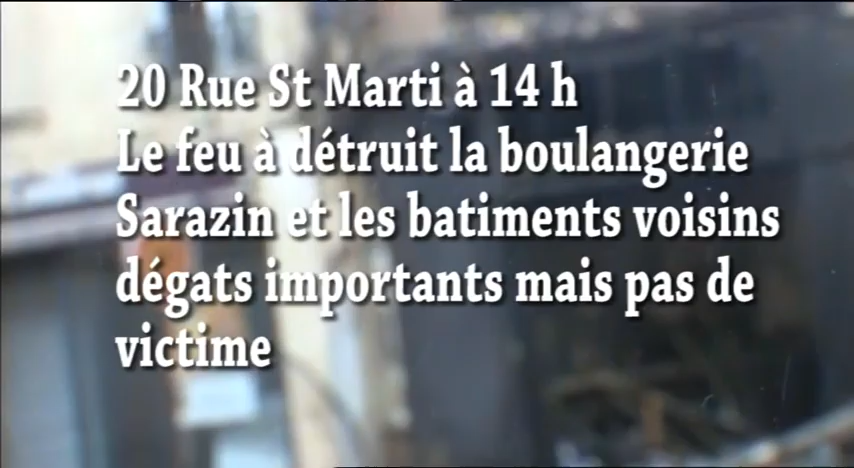 20 Rue St Marti à 14 h
Le feu à détruit la boulangerie
Sarazin et les batiments voisins
dégats importants mais pas de
victime